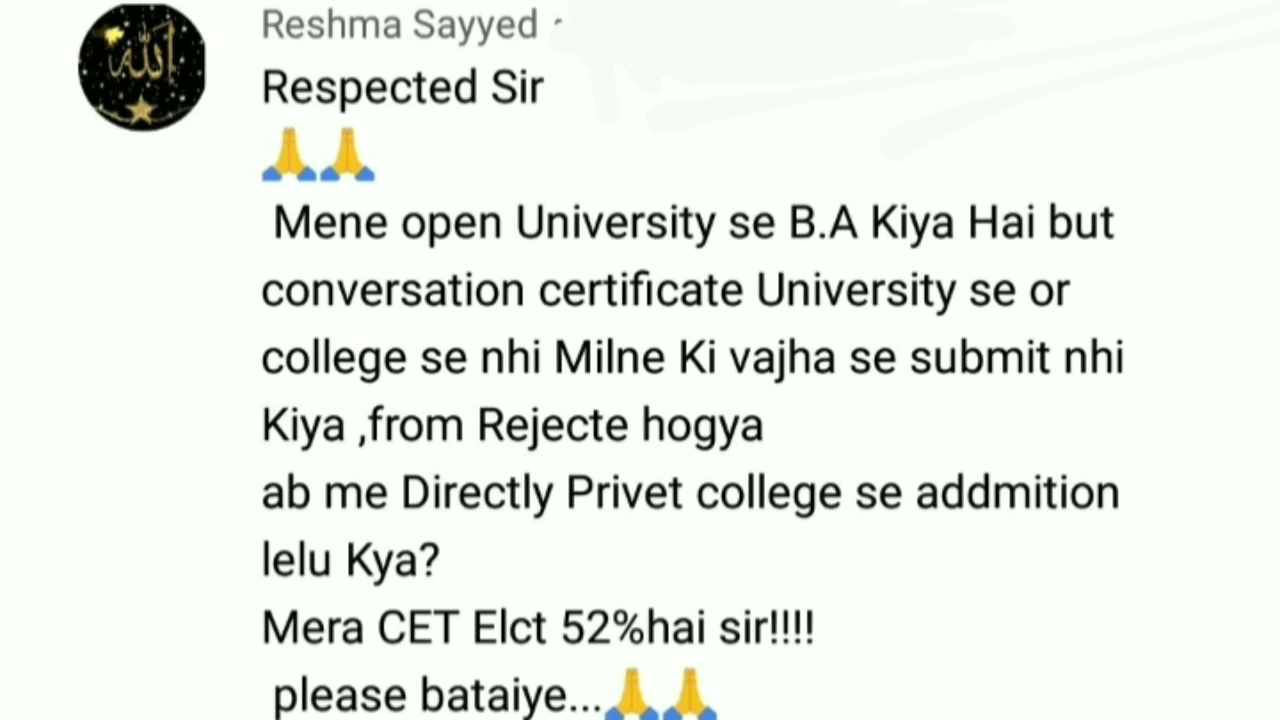 Reshma Sayyed
Respected Sir
🙏🙏
Mene open University se B.A Kiya Hai but
conversation certificate University se or
college se nhi Milne Ki vajha se submit nhi
Kiya ,from Rejecte hogya
ab me Directly Privet college se addmition
lelu Kya?
Mera CET Elct 52%hai sir!!!!
please bataiye...🙏🙏
الله